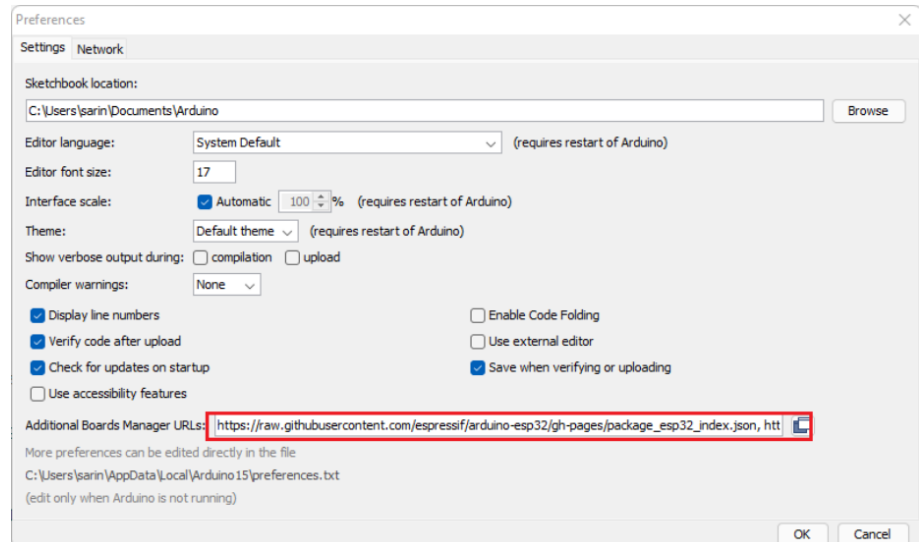 Preferences
Settings Network
Sketchbook location:
C:\Users\sarin\Documents\Arduino Browse
Editor language: System Default (requires restart of Arduino)
Editor font size: 17
Interface scale: Automatic 100 % (requires restart of Arduino)
Theme: Default theme (requires restart of Arduino)
Show verbose output during: compilation upload
Compiler warnings: None
Display line numbers Enable Code Folding
Verify code after upload Use external editor
Check for updates on startup Save when verifying or uploading
Use accessibility features
Additional Boards Manager URLs: https://raw.githubusercontent.com/espressif/arduino-esp32/gh-pages/package_esp32_index.json, htt
More preferences can be edited directly in the file
C:\Users\sarin\AppData\Local\Arduino15\preferences.txt
(edit only when Arduino is not running)
OK Cancel